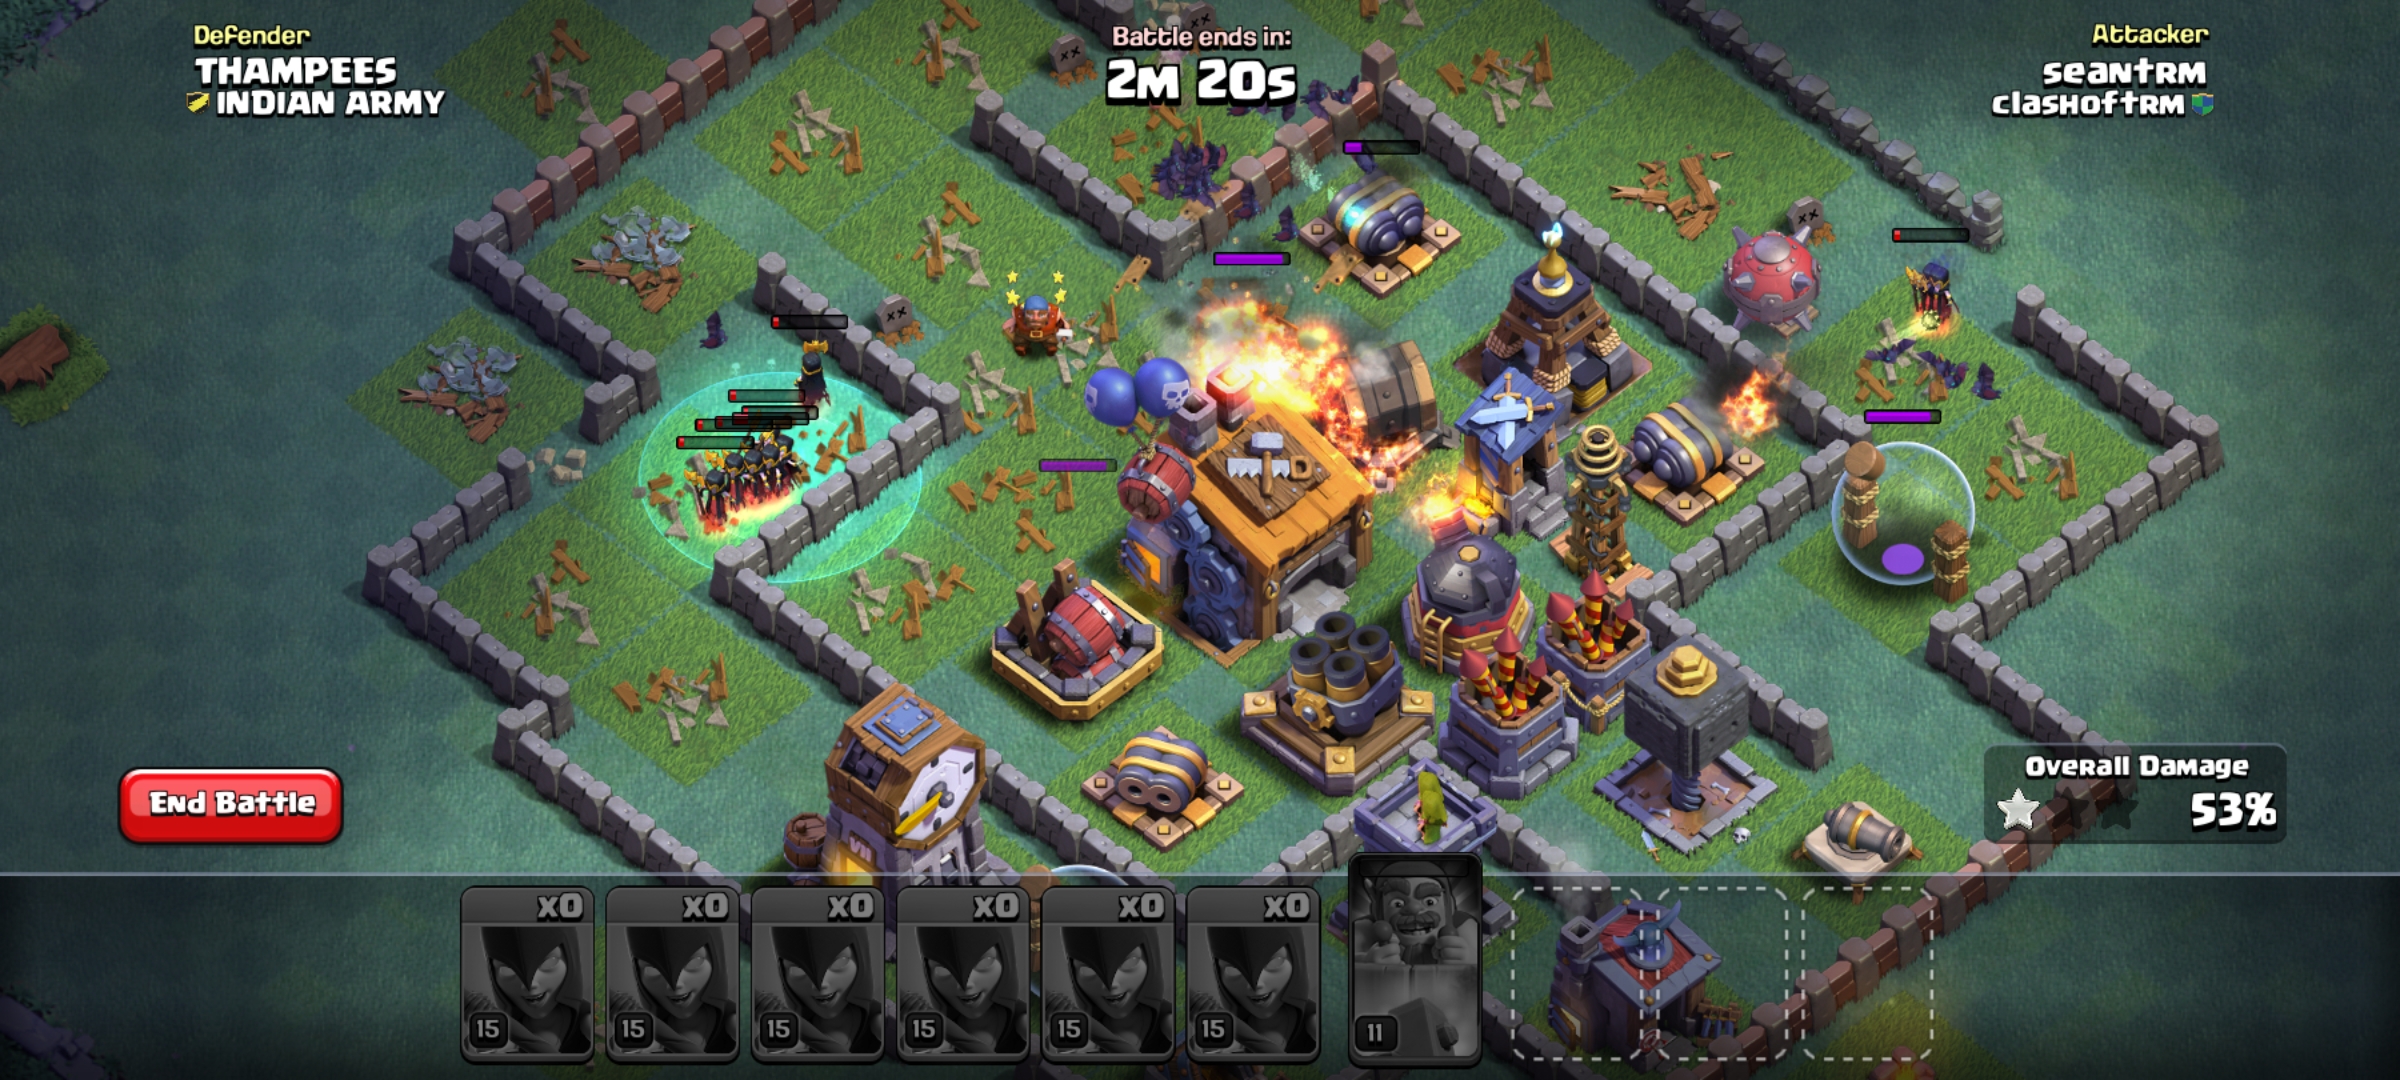 Defender
THAMPEES
INDIAN ARMY
Battle ends in:
2M 20S
Attacker
seantrm
clashoftrm
End Battle
Overall Damage
53%
VII
x0
x0
x0
x0
x0
x0
15
15
15
15
15
15
11